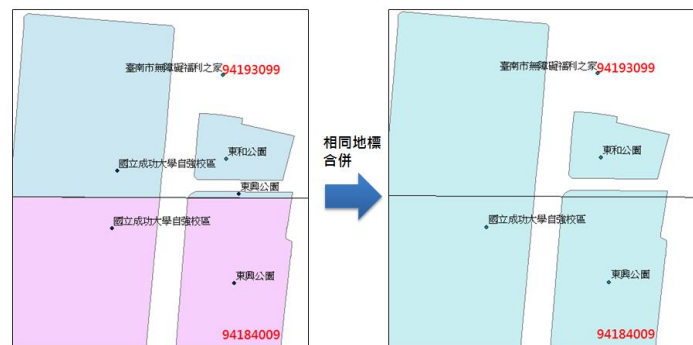 臺南市無障礙福利之家
94193099
東和公園
國立成功大學自強校區
東興公園
國立成功大學自強校區
東興公園
94184009
相同地標
合併
臺南市無障礙福利之家
94193099
東和公園
國立成功大學自強校區
東興公園
94184009